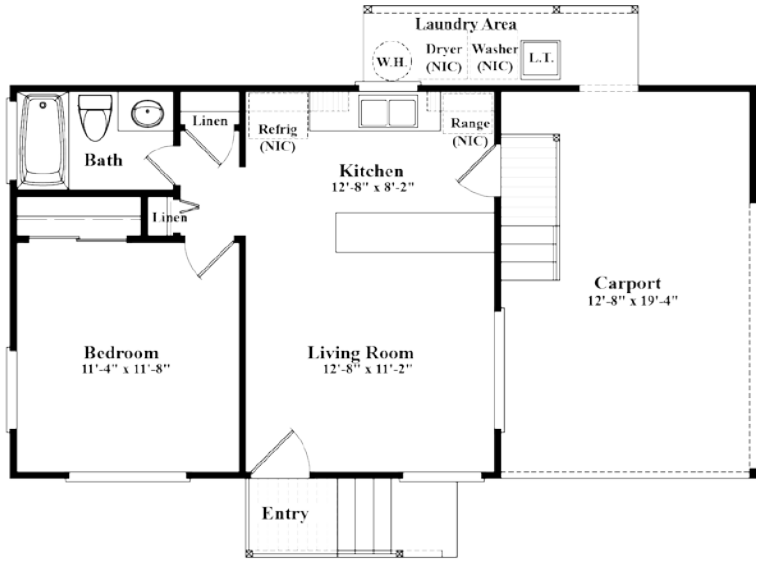 Laundry Area
W.H.
Dryer
(NIC)
Washer
(NIC)
L.T.
Linen
Refrig
(NIC)
Range
(NIC)
Bath
Kitchen
12'-8" x 8'-2"
Linen
Carport
12'-8" x 19'-4"
Bedroom
11'-4" x 11'-8"
Living Room
12'-8" x 11'-2"
Entry